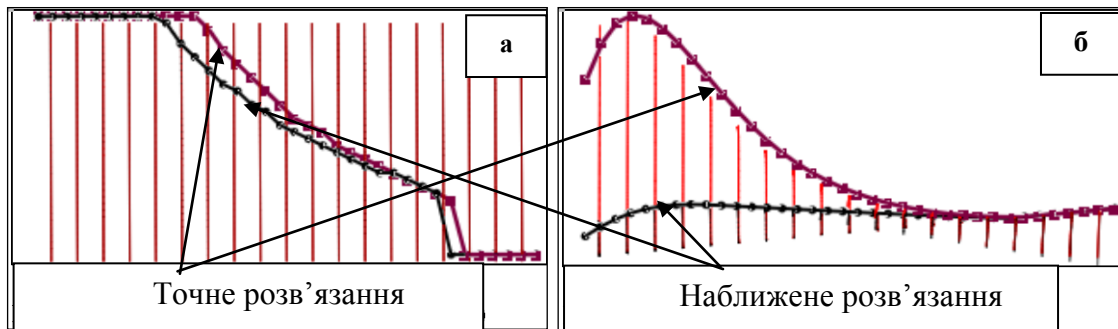 а
б
Точне розв’язання
Наближене розв’язання